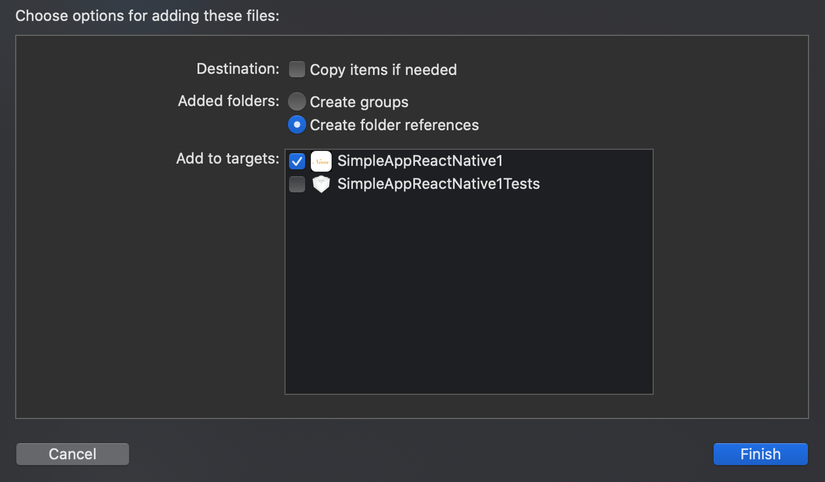 Choose options for adding these files:
Destination: Copy items if needed
Added folders: Create groups
Create folder references
Add to targets: SimpleAppReactNative1
SimpleAppReactNative1Tests
Cancel Finish